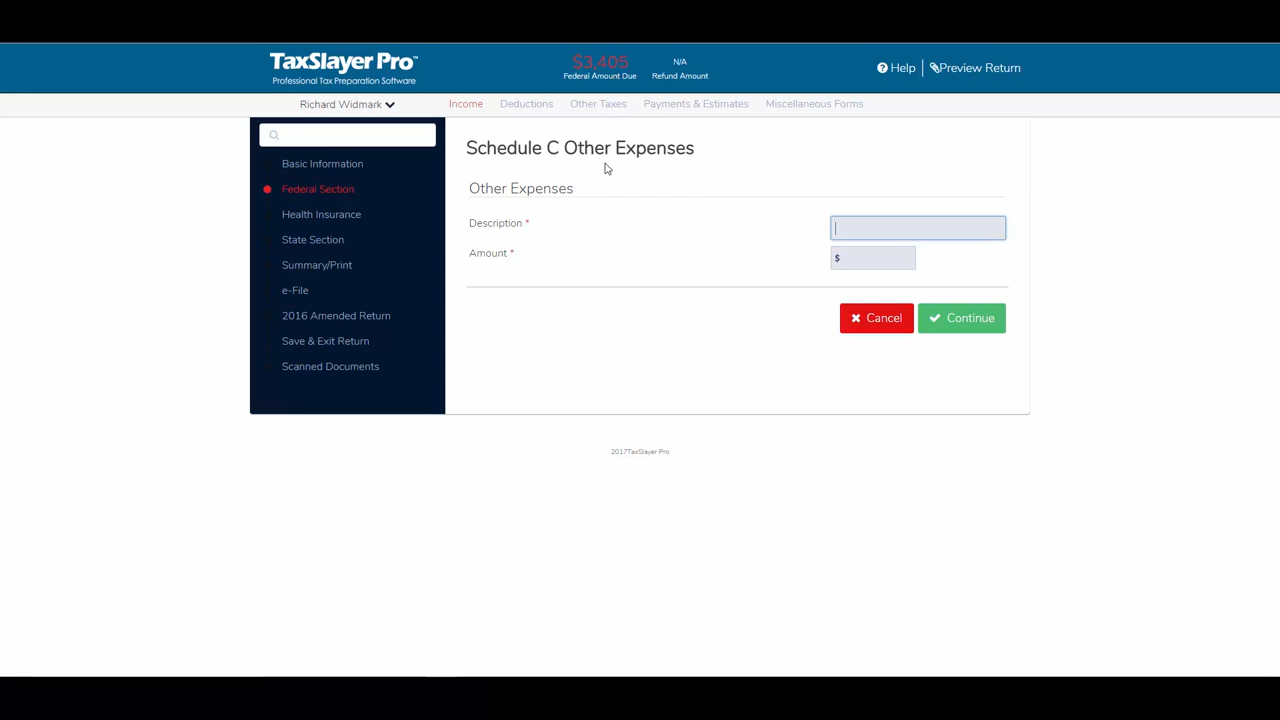 TaxSlayer Pro™
Professional Tax Preparation Software
$3,405
Federal Amount Due
N/A
Refund Amount
Help | Preview Return
Richard Widmark
Income Deductions Other Taxes Payments & Estimates Miscellaneous Forms
Basic Information
Federal Section
Health Insurance
State Section
Summary/Print
e-File
2016 Amended Return
Save & Exit Return
Scanned Documents
Schedule C Other Expenses
Other Expenses
Description *
Amount *
$
Cancel Continue
2017TaxSlayer Pro